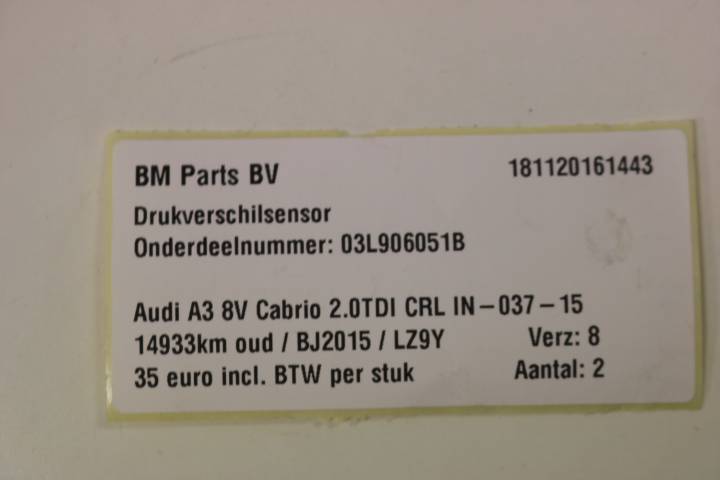 BM Parts BV 181120161443
Drukverschilsensor
Onderdeelnummer: 03L906051B
Audi A3 8V Cabrio 2.0TDI CRL IN-037-15
14933km oud / BJ2015 / LZ9Y Verz: 8
35 euro incl. BTW per stuk Aantal: 2